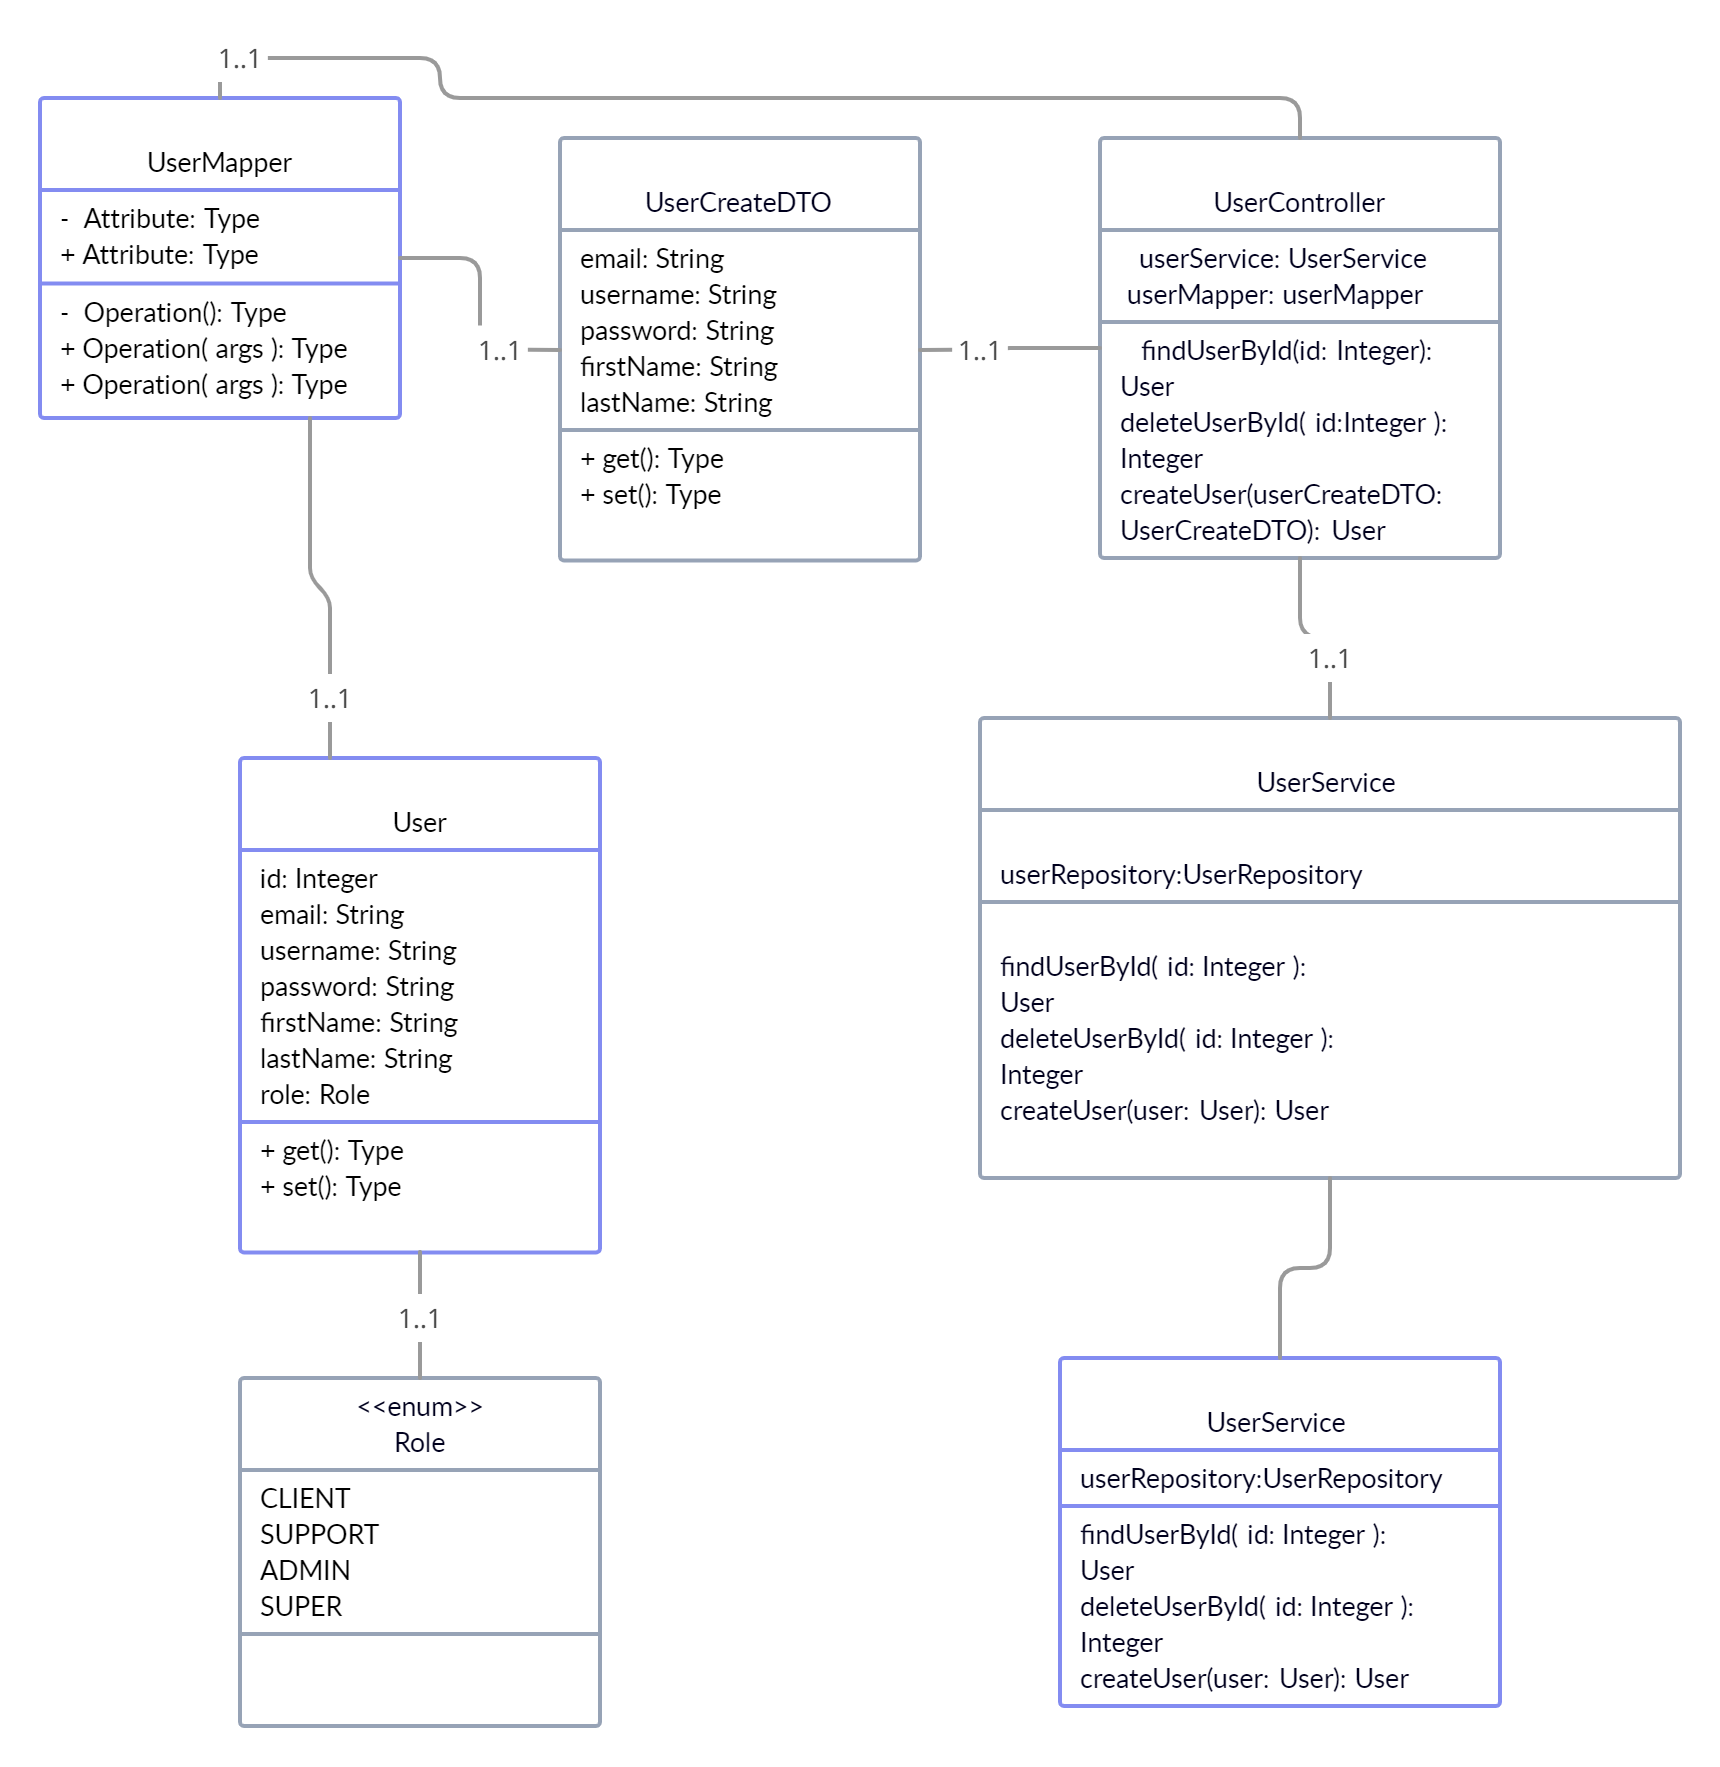 1..1
UserMapper
- Attribute: Type
+ Attribute: Type
- Operation(): Type
+ Operation( args ): Type
+ Operation( args ): Type
1..1
UserCreateDTO
email: String
username: String
password: String
firstName: String
lastName: String
+ get(): Type
+ set(): Type
1..1
UserController
userService: UserService
userMapper: userMapper
findUserById(id: Integer):
User
deleteUserById( id:Integer ):
Integer
createUser(userCreateDTO:
UserCreateDTO): User
1..1
1..1
User
id: Integer
email: String
username: String
password: String
firstName: String
lastName: String
role: Role
+ get(): Type
+ set(): Type
UserService
userRepository:UserRepository
findUserById( id: Integer ):
User
deleteUserById( id: Integer ):
Integer
createUser(user: User): User
1..1
<<enum>>
Role
CLIENT
SUPPORT
ADMIN
SUPER
UserService
userRepository:UserRepository
findUserById( id: Integer ):
User
deleteUserById( id: Integer ):
Integer
createUser(user: User): User